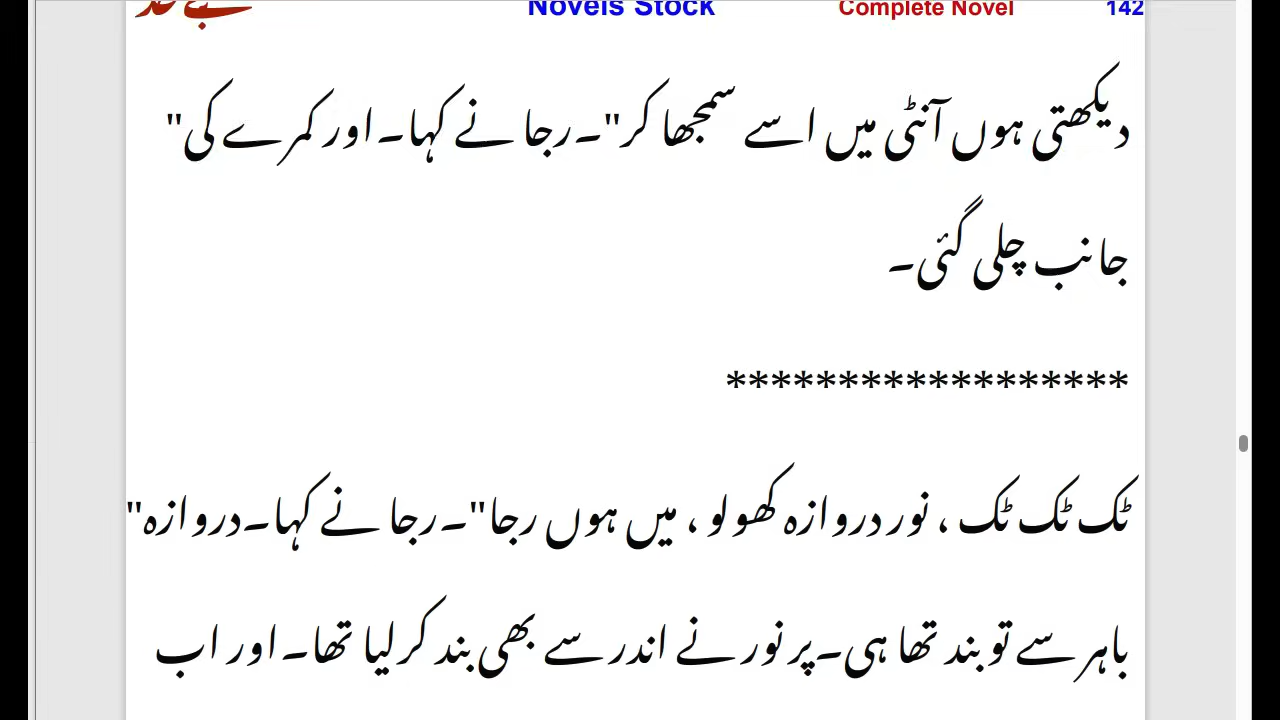 Novels Stock Complete Novel 142
دیکھتی ہوں آنٹی میں اسے سمجھا کر"۔رجا نے کہا۔اور کمرے کی"
جانب چلی گئی۔
******************
ٹک ٹک ٹک ، نور دروازہ کھولو ، میں ہوں رجا"۔رجا نے کہا۔دروازہ"
باہر سے تو بند تھا ہی۔پر نور نے اندر سے بھی بند کر لیا تھا۔اور اب